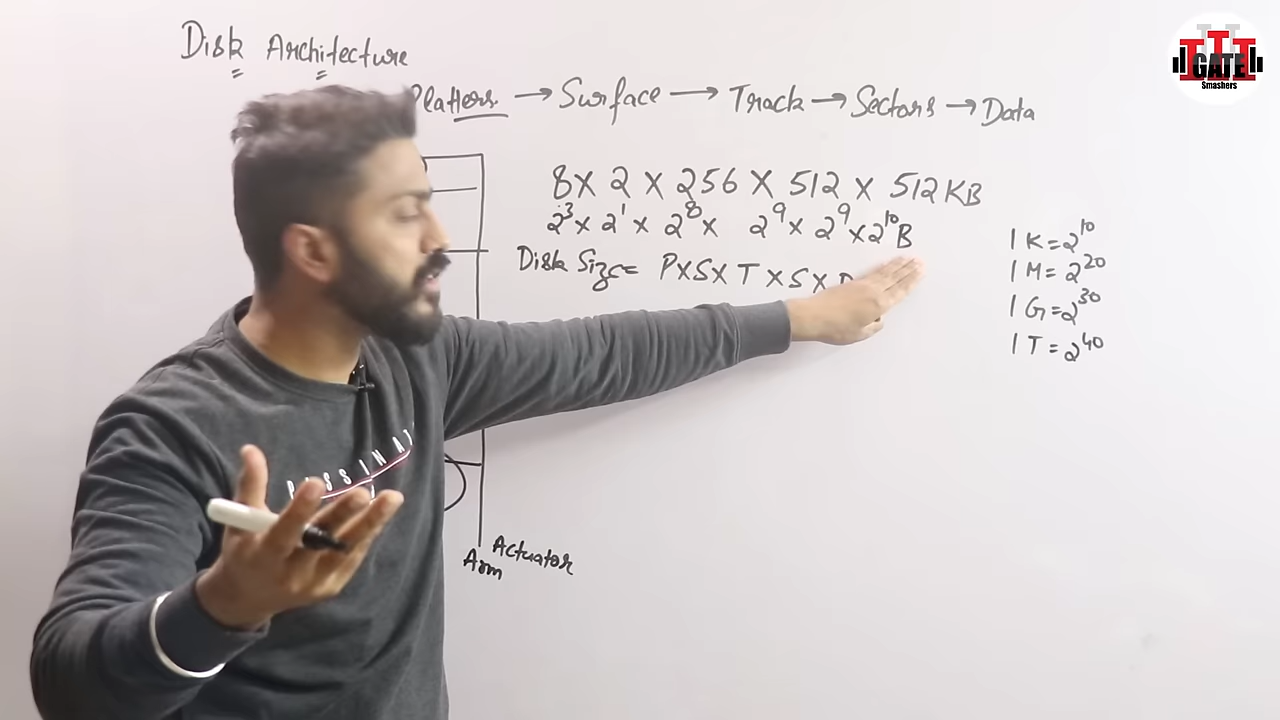 Disk Architecture
Platters → Surface → Track → Sectors → Data
8 × 2 × 256 × 512 × 512 KB
2³ × 2¹ × 2⁸ × 2⁹ × 2⁹ × 2¹⁰ B
Disk Size = P × S × T × S ×
1 K = 2¹⁰
1 M = 2²⁰
1 G = 2³⁰
1 T = 2⁴⁰
Actuator
Arm
GATE
Smashers